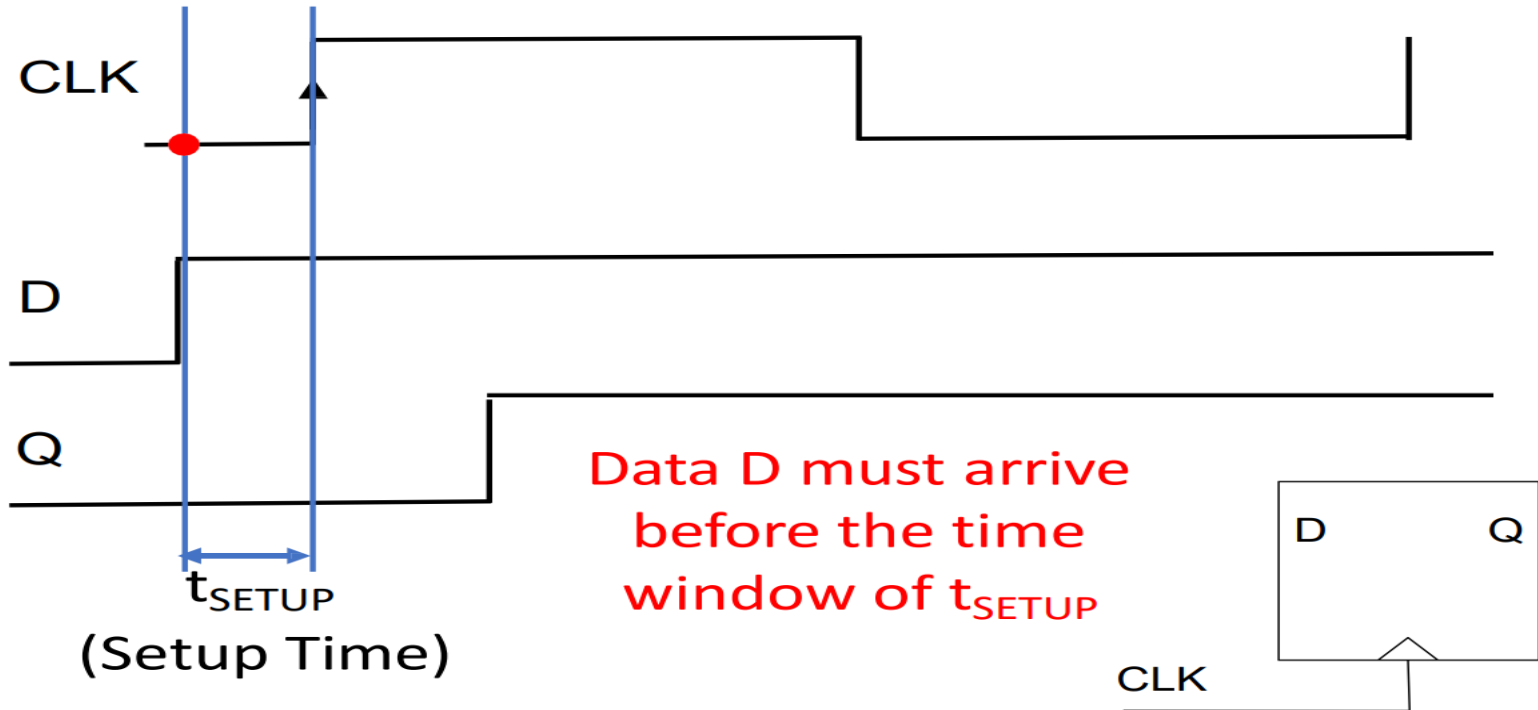 CLK
D
Q
Data D must arrive
before the time
window of tSETUP
tSETUP
(Setup Time)
D Q
CLK